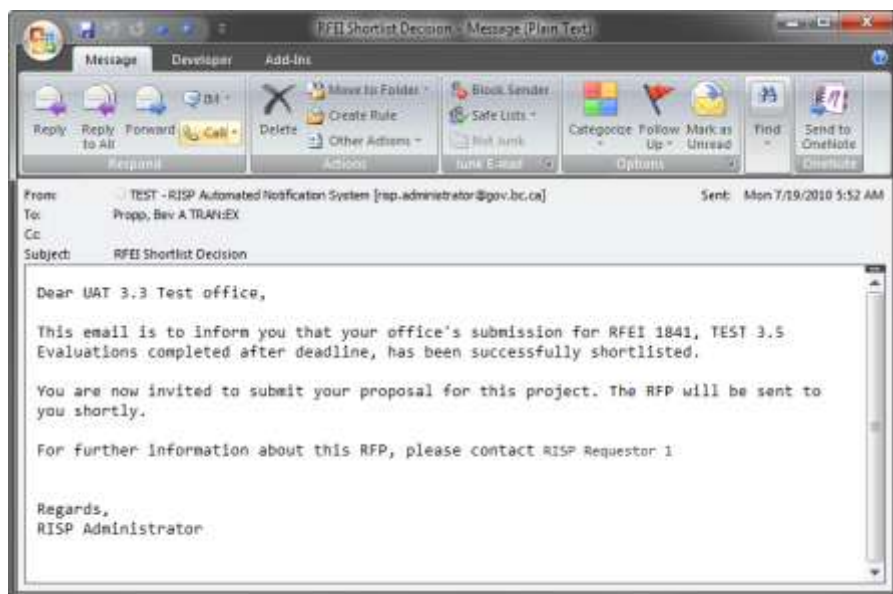 RFEI Shortlist Decision - Message (Plain Text)
Message Developer Add-Ins
Reply
Reply to All
Forward
IM
Call
Respond
Delete
Move to Folder
Create Rule
Other Actions
Actions
Block Sender
Safe Lists
Not Junk
Junk E-mail
Categorize
Follow Up
Mark as Unread
Options
Find
Send to OneNote
OneNote
From: TEST - RISP Automated Notification System [risp.administrator@gov.bc.ca] Sent: Mon 7/19/2010 5:52 AM
To: Propp, Bev A TRAN:EX
Cc:
Subject: RFEI Shortlist Decision
Dear UAT 3.3 Test office,
This email is to inform you that your office's submission for RFEI 1841, TEST 3.5
Evaluations completed after deadline, has been successfully shortlisted.
You are now invited to submit your proposal for this project. The RFP will be sent to
you shortly.
For further information about this RFP, please contact RISP Requestor 1
Regards,
RISP Administrator